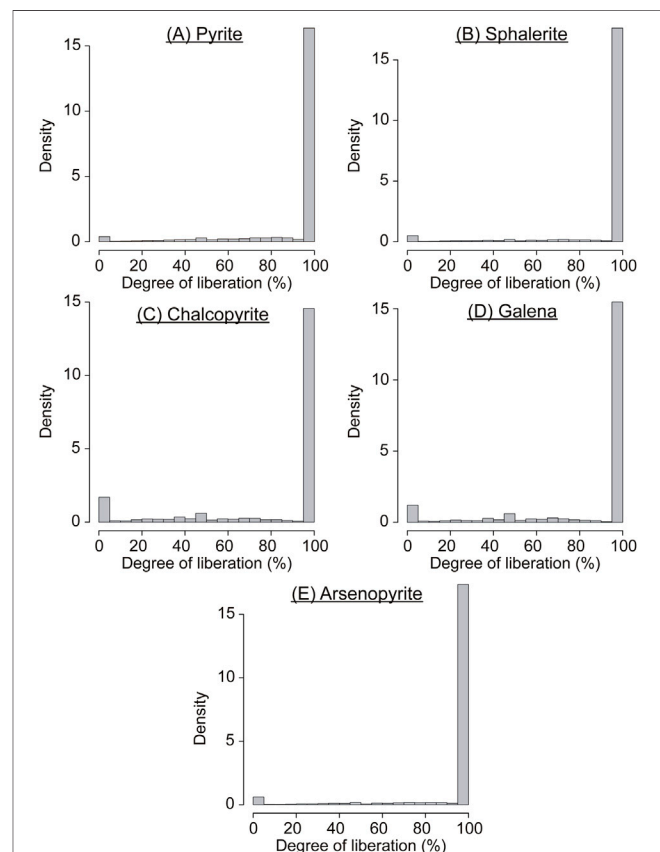 (A) Pyrite
15
10
5
0
Density
0 20 40 60 80 100
Degree of liberation (%)
(B) Sphalerite
15
10
5
0
Density
0 20 40 60 80 100
Degree of liberation (%)
(C) Chalcopyrite
15
10
5
0
Density
0 20 40 60 80 100
Degree of liberation (%)
(D) Galena
15
10
5
0
Density
0 20 40 60 80 100
Degree of liberation (%)
(E) Arsenopyrite
15
10
5
0
Density
0 20 40 60 80 100
Degree of liberation (%)